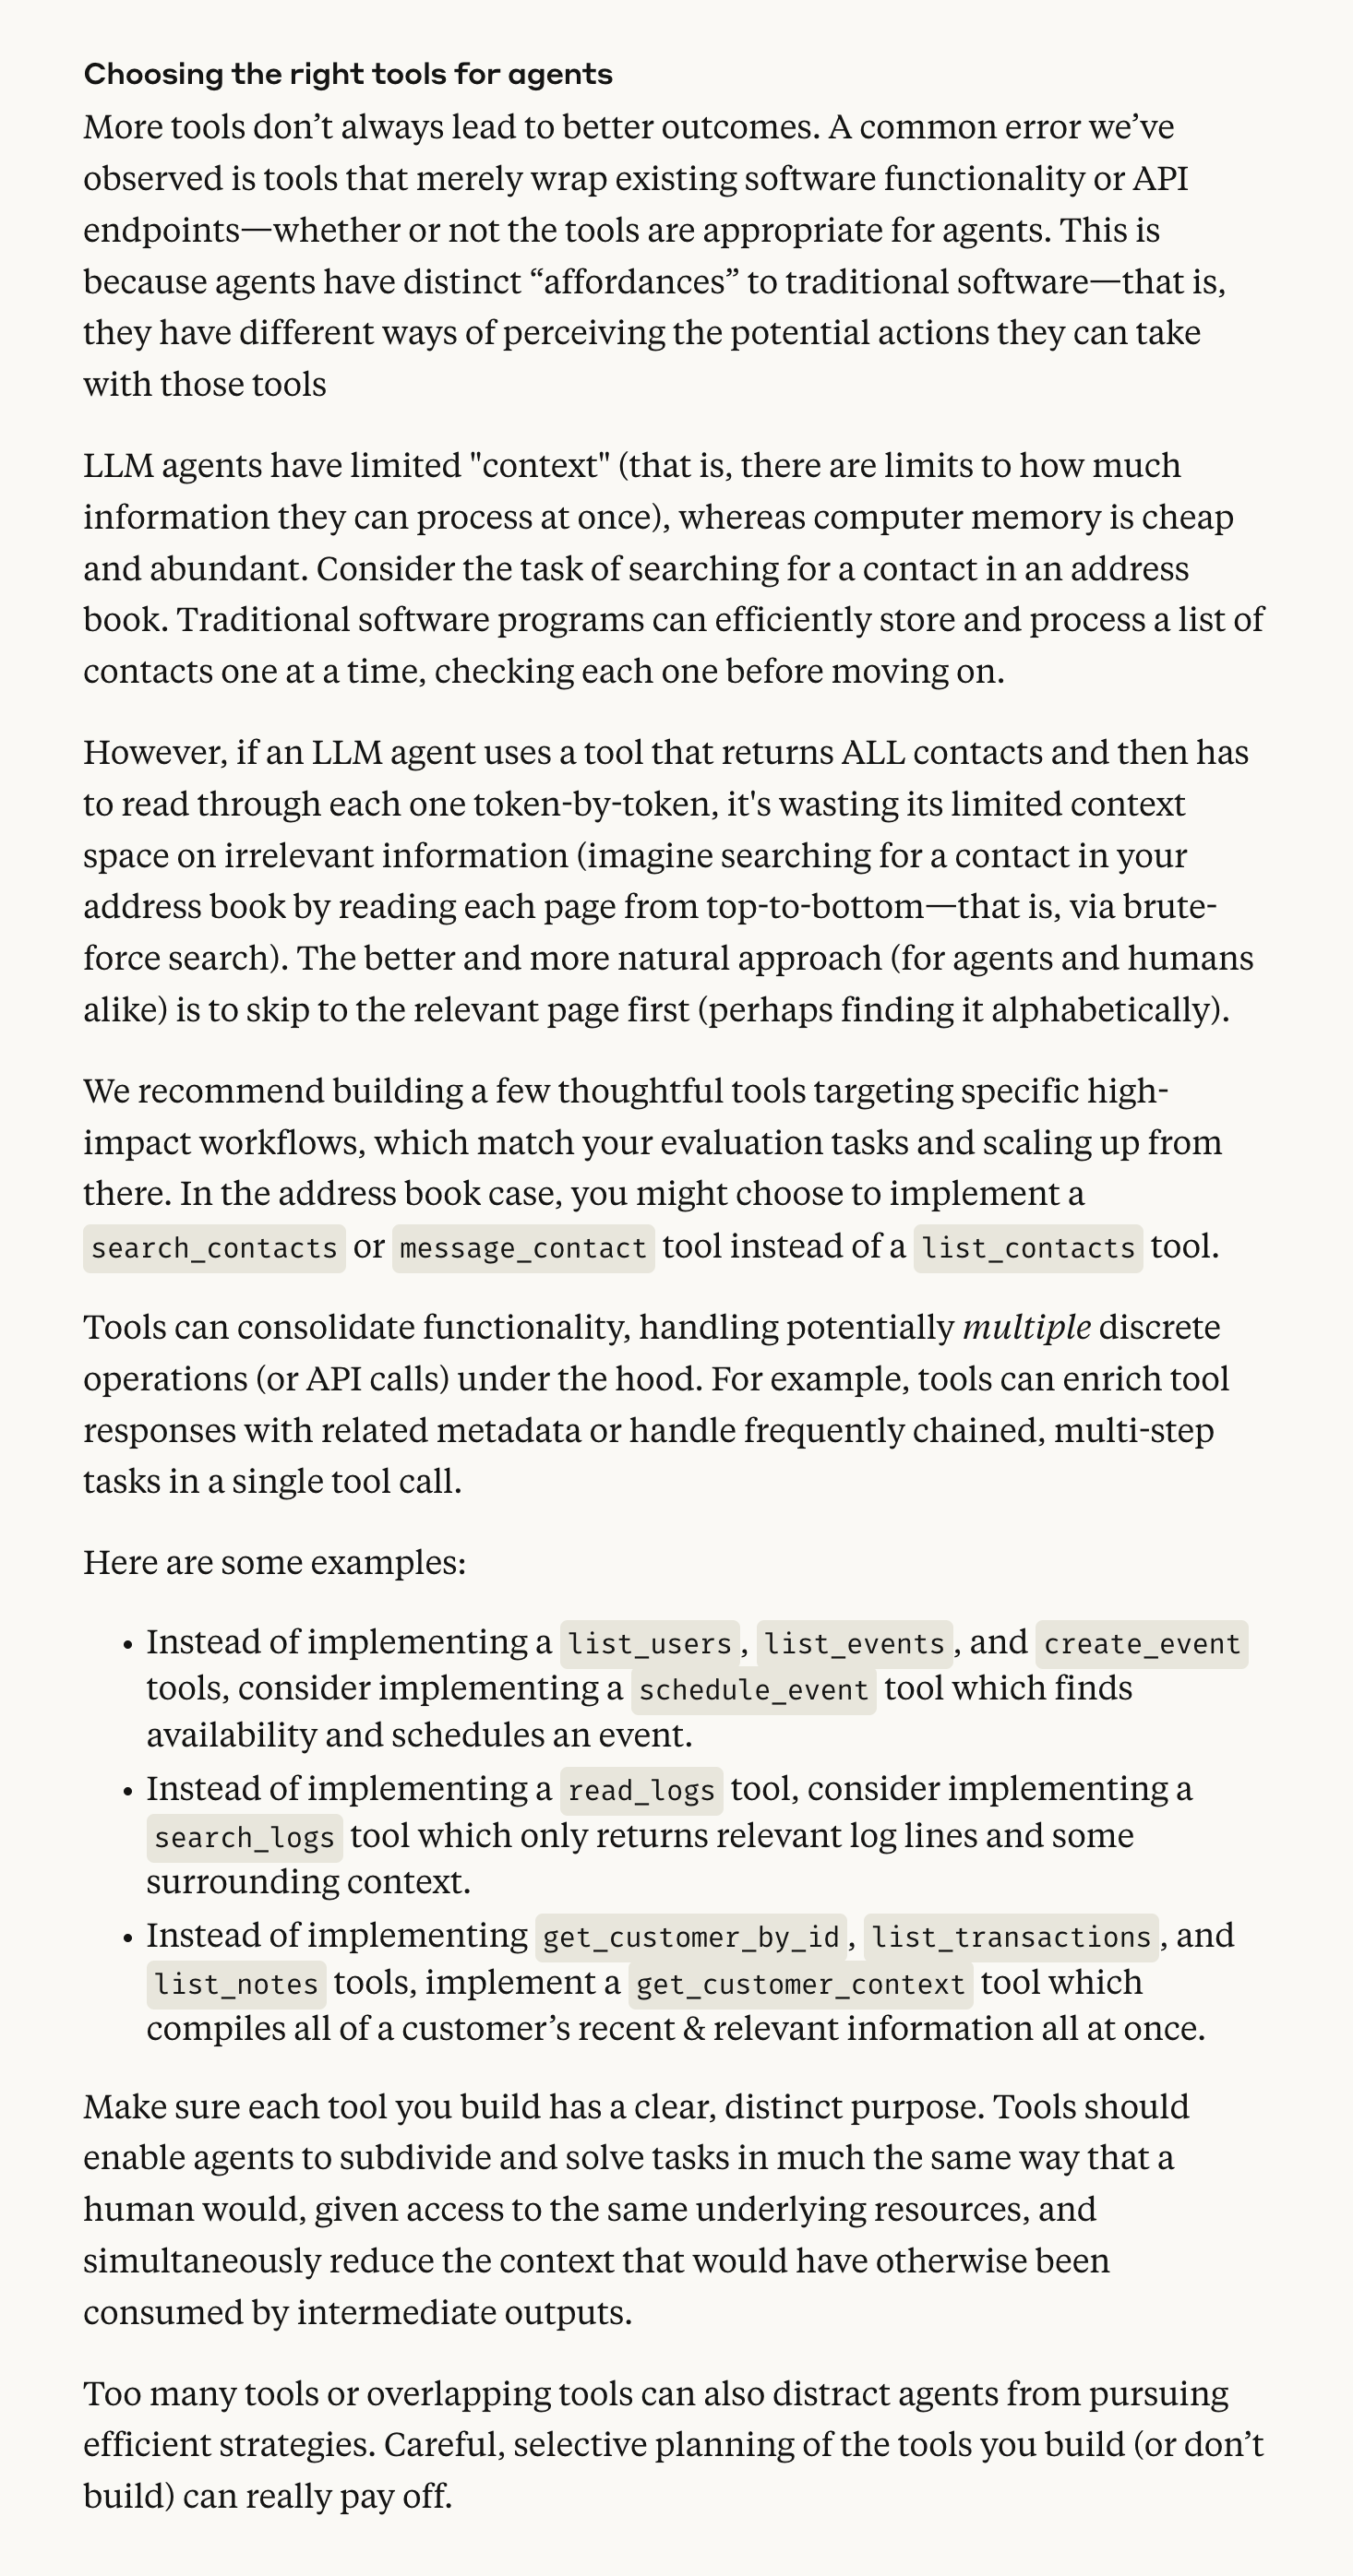 Choosing the right tools for agents
More tools don’t always lead to better outcomes. A common error we’ve
observed is tools that merely wrap existing software functionality or API
endpoints—whether or not the tools are appropriate for agents. This is
because agents have distinct “affordances” to traditional software—that is,
they have different ways of perceiving the potential actions they can take
with those tools
LLM agents have limited "context" (that is, there are limits to how much
information they can process at once), whereas computer memory is cheap
and abundant. Consider the task of searching for a contact in an address
book. Traditional software programs can efficiently store and process a list of
contacts one at a time, checking each one before moving on.
However, if an LLM agent uses a tool that returns ALL contacts and then has
to read through each one token-by-token, it's wasting its limited context
space on irrelevant information (imagine searching for a contact in your
address book by reading each page from top-to-bottom—that is, via brute-
force search). The better and more natural approach (for agents and humans
alike) is to skip to the relevant page first (perhaps finding it alphabetically).
We recommend building a few thoughtful tools targeting specific high-
impact workflows, which match your evaluation tasks and scaling up from
there. In the address book case, you might choose to implement a
search_contacts or message_contact tool instead of a list_contacts tool.
Tools can consolidate functionality, handling potentially multiple discrete
operations (or API calls) under the hood. For example, tools can enrich tool
responses with related metadata or handle frequently chained, multi-step
tasks in a single tool call.
Here are some examples:
• Instead of implementing a list_users, list_events, and create_event
tools, consider implementing a schedule_event tool which finds
availability and schedules an event.
• Instead of implementing a read_logs tool, consider implementing a
search_logs tool which only returns relevant log lines and some
surrounding context.
• Instead of implementing get_customer_by_id, list_transactions, and
list_notes tools, implement a get_customer_context tool which
compiles all of a customer’s recent & relevant information all at once.
Make sure each tool you build has a clear, distinct purpose. Tools should
enable agents to subdivide and solve tasks in much the same way that a
human would, given access to the same underlying resources, and
simultaneously reduce the context that would have otherwise been
consumed by intermediate outputs.
Too many tools or overlapping tools can also distract agents from pursuing
efficient strategies. Careful, selective planning of the tools you build (or don’t
build) can really pay off.